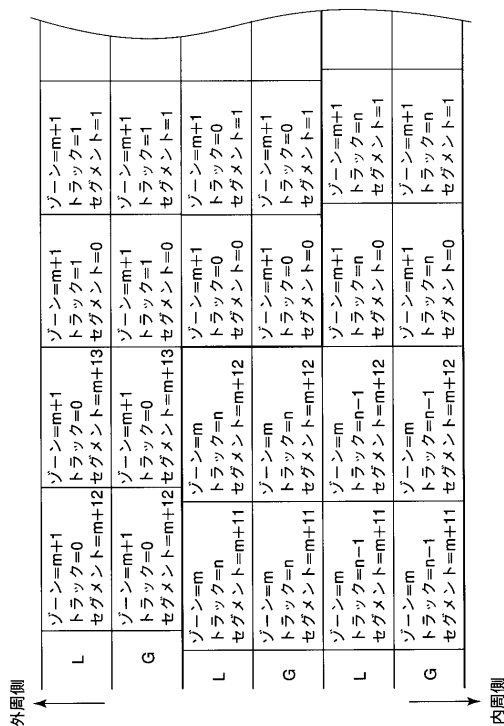 外周側
L
ゾーン=m+1
トラック=0
セグメント=m+12
ゾーン=m+1
トラック=0
セグメント=m+13
ゾーン=m+1
トラック=1
セグメント=0
ゾーン=m+1
トラック=1
セグメント=1
G
ゾーン=m+1
トラック=0
セグメント=m+12
ゾーン=m+1
トラック=0
セグメント=m+13
ゾーン=m+1
トラック=1
セグメント=0
ゾーン=m+1
トラック=1
セグメント=1
L
ゾーン=m
トラック=n
セグメント=m+11
ゾーン=m
トラック=n
セグメント=m+12
ゾーン=m+1
トラック=0
セグメント=0
ゾーン=m+1
トラック=0
セグメント=1
G
ゾーン=m
トラック=n
セグメント=m+11
ゾーン=m
トラック=n
セグメント=m+12
ゾーン=m+1
トラック=0
セグメント=0
ゾーン=m+1
トラック=0
セグメント=1
L
ゾーン=m
トラック=n−1
セグメント=m+11
ゾーン=m
トラック=n−1
セグメント=m+12
ゾーン=m+1
トラック=n
セグメント=0
ゾーン=m+1
トラック=n
セグメント=1
G
ゾーン=m
トラック=n−1
セグメント=m+11
ゾーン=m
トラック=n−1
セグメント=m+12
ゾーン=m+1
トラック=n
セグメント=0
ゾーン=m+1
トラック=n
セグメント=1
内周側